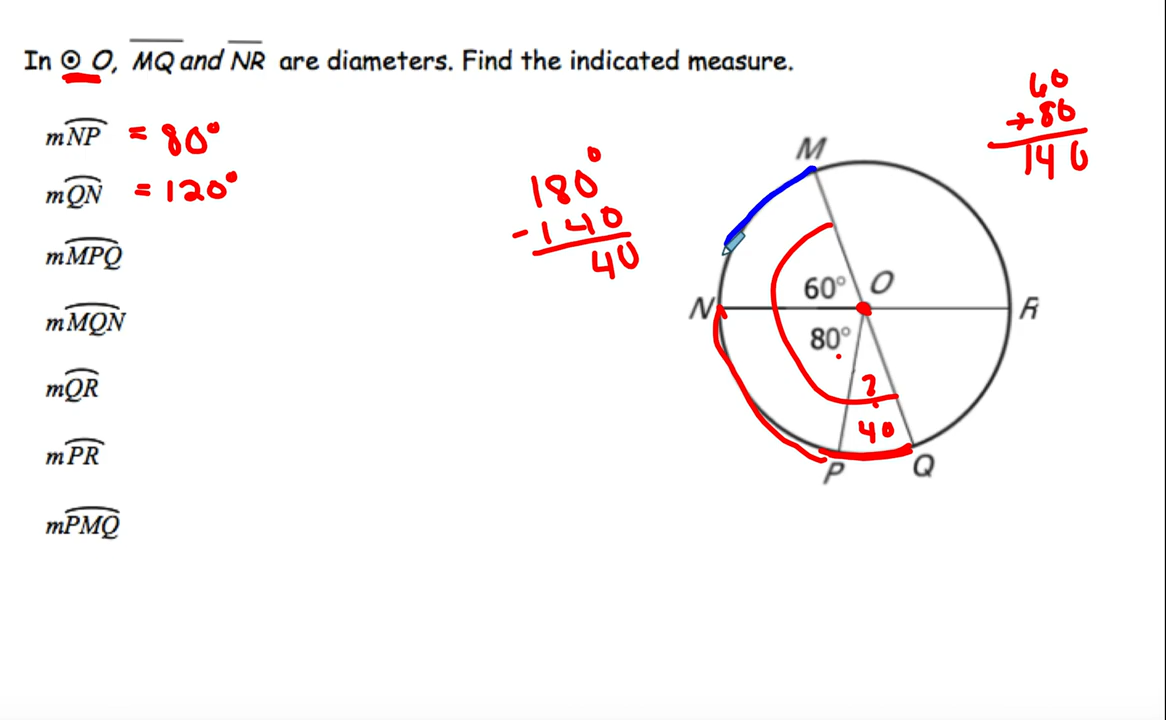 In ⊙ O, MQ and NR are diameters. Find the indicated measure.
mNP = 80°
mQN = 120°
mMPQ
mMQN
mQR
mPR
mPMQ
180°
- 140
40
60
+ 80
140
M
N
60°
O
R
80°
?
40
P
Q